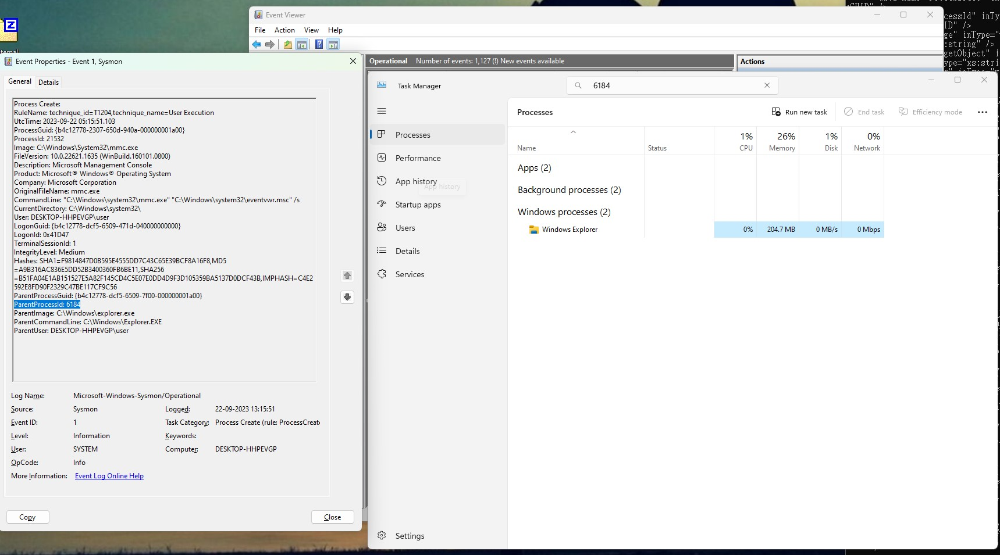 Event Viewer
File Action View Help
Event Properties - Event 1, Sysmon
General Details
Process Create:
RuleName: technique_id=T1204,technique_name=User Execution
UtcTime: 2023-09-22 05:15:51.103
ProcessGuid: {b4c12778-2307-650d-940a-000000001a00}
ProcessId: 21532
Image: C:\Windows\System32\mmc.exe
FileVersion: 10.0.22621.1635 (WinBuild.160101.0800)
Description: Microsoft Management Console
Product: Microsoft® Windows® Operating System
Company: Microsoft Corporation
OriginalFileName: mmc.exe
CommandLine: "C:\Windows\system32\mmc.exe" "C:\Windows\system32\eventvwr.msc" /s
CurrentDirectory: C:\Windows\system32\
User: DESKTOP-HHPEVGP\user
LogonGuid: {b4c12778-dcf5-6509-471d-040000000000}
LogonId: 0x41D47
TerminalSessionId: 1
IntegrityLevel: Medium
Hashes: SHA1=F9814847D0B595E4555DD7C43C65E39BCF8A16F8,MD5
=A9B316AC836E5DD52B3400360FB6BE11,SHA256
=B51FA04E1AB151527E5A82F145CD4C5E07E0DD4D9F3D105359BA5137D0DCF43B,IMPHASH=C4E2
592E8FD90F2329C47BE117CF9C56
ParentProcessGuid: {b4c12778-dcf5-6509-7f00-000000001a00}
ParentProcessId: 6184
ParentImage: C:\Windows\explorer.exe
ParentCommandLine: C:\Windows\Explorer.EXE
ParentUser: DESKTOP-HHPEVGP\user
Log Name: Microsoft-Windows-Sysmon/Operational
Source: Sysmon Logged: 22-09-2023 13:15:51
Event ID: 1 Task Category: Process Create (rule: ProcessCreate
Level: Information Keywords:
User: SYSTEM Computer: DESKTOP-HHPEVGP
OpCode: Info
More Information: Event Log Online Help
Copy Close
Operational Number of events: 1,127 (!) New events available
Actions
Task Manager
6184
Processes
Performance
App history
App history
Startup apps
Users
Details
Services
Settings
Processes Run new task End task Efficiency mode
1% 26% 1% 0%
Name Status CPU Memory Disk Network
Apps (2)
Background processes (2)
Windows processes (2)
Windows Explorer 0% 204.7 MB 0 MB/s 0 Mbps
cessId" inTy
ID" />
ge" inType="
:string" />
getObject" i
ype="xs:stri